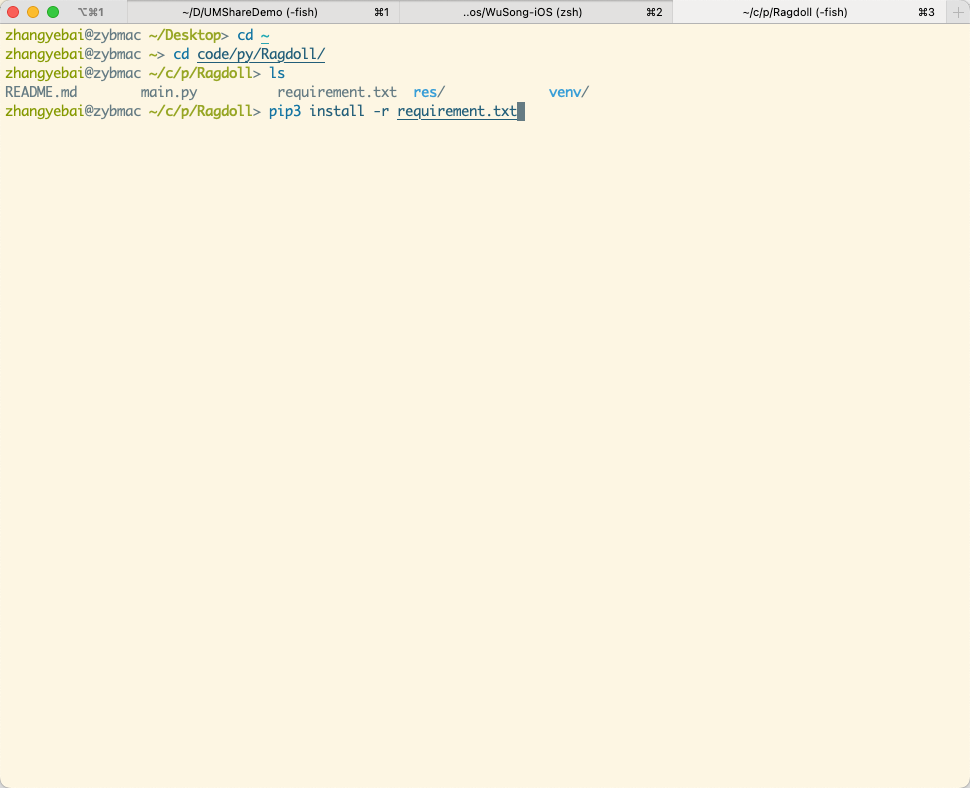 ⌥⌘1 ~/D/UMShareDemo (-fish) ⌘1 ..os/WuSong-iOS (zsh) ⌘2 ~/c/p/Ragdoll (-fish) ⌘3
zhangyebai@zybmac ~/Desktop> cd ~
zhangyebai@zybmac ~> cd code/py/Ragdoll/
zhangyebai@zybmac ~/c/p/Ragdoll> ls
README.md main.py requirement.txt res/ venv/
zhangyebai@zybmac ~/c/p/Ragdoll> pip3 install -r requirement.txt